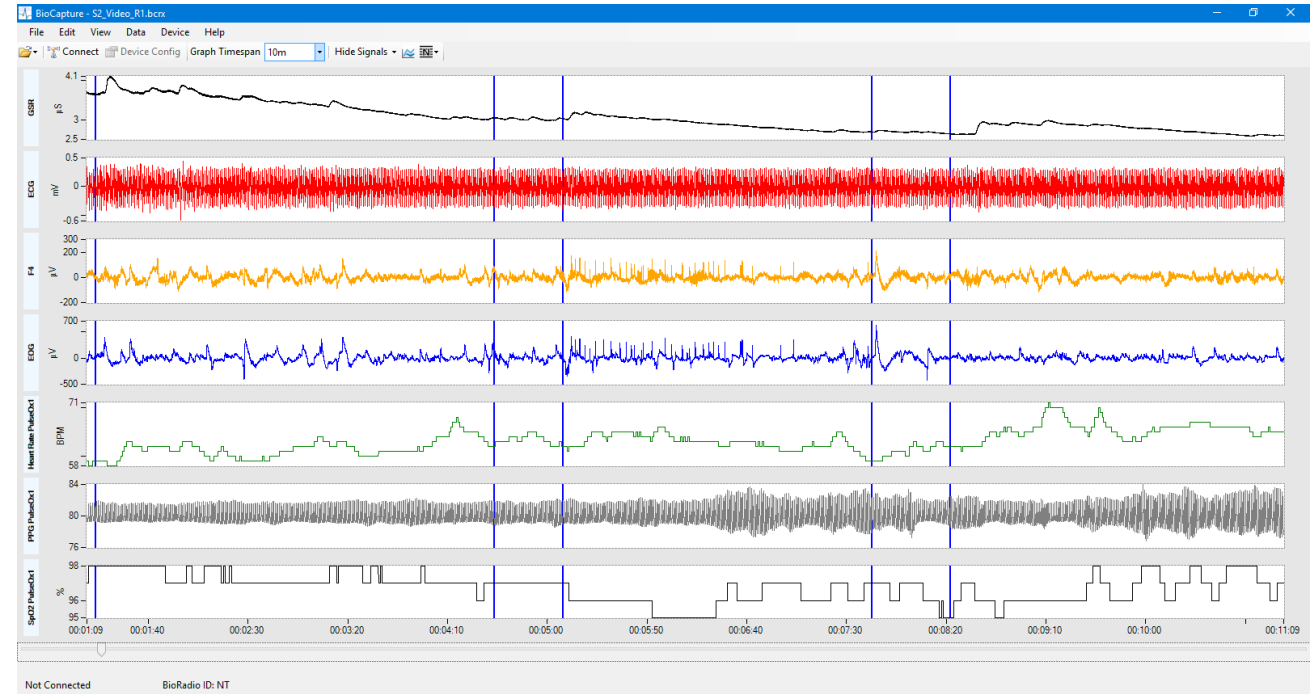 BioCapture - S2_Video_R1.bcrx
File Edit View Data Device Help
Connect Device Config Graph Timespan 10m Hide Signals
GSR
µS
4.1
3
2.5
ECG
mV
0.5
0
-0.6
F4
µV
300
200
0
-200
EOG
µV
700
0
-500
Heart Rate PulseOx1
BPM
71
58
PPG PulseOx1
84
80
76
SpO2 PulseOx1
%
98
96
95
00:01:09 00:01:40 00:02:30 00:03:20 00:04:10 00:05:00 00:05:50 00:06:40 00:07:30 00:08:20 00:09:10 00:10:00 00:11:09
Not Connected BioRadio ID: NT